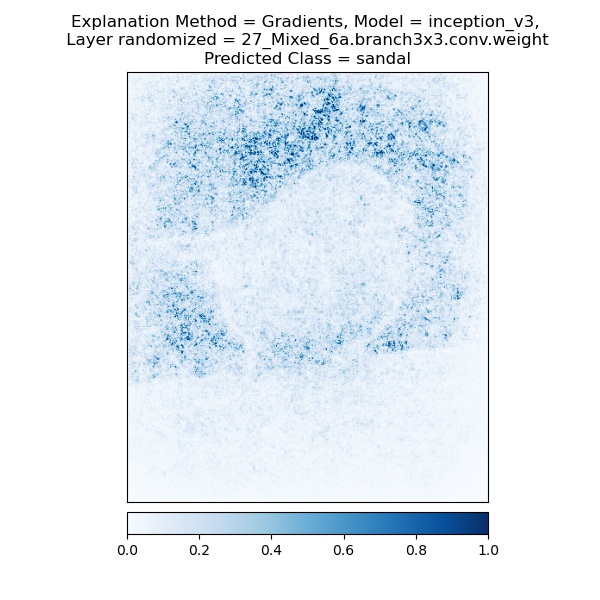 Explanation Method = Gradients, Model = inception_v3,
Layer randomized = 27_Mixed_6a.branch3x3.conv.weight
Predicted Class = sandal
0.0 0.2 0.4 0.6 0.8 1.0